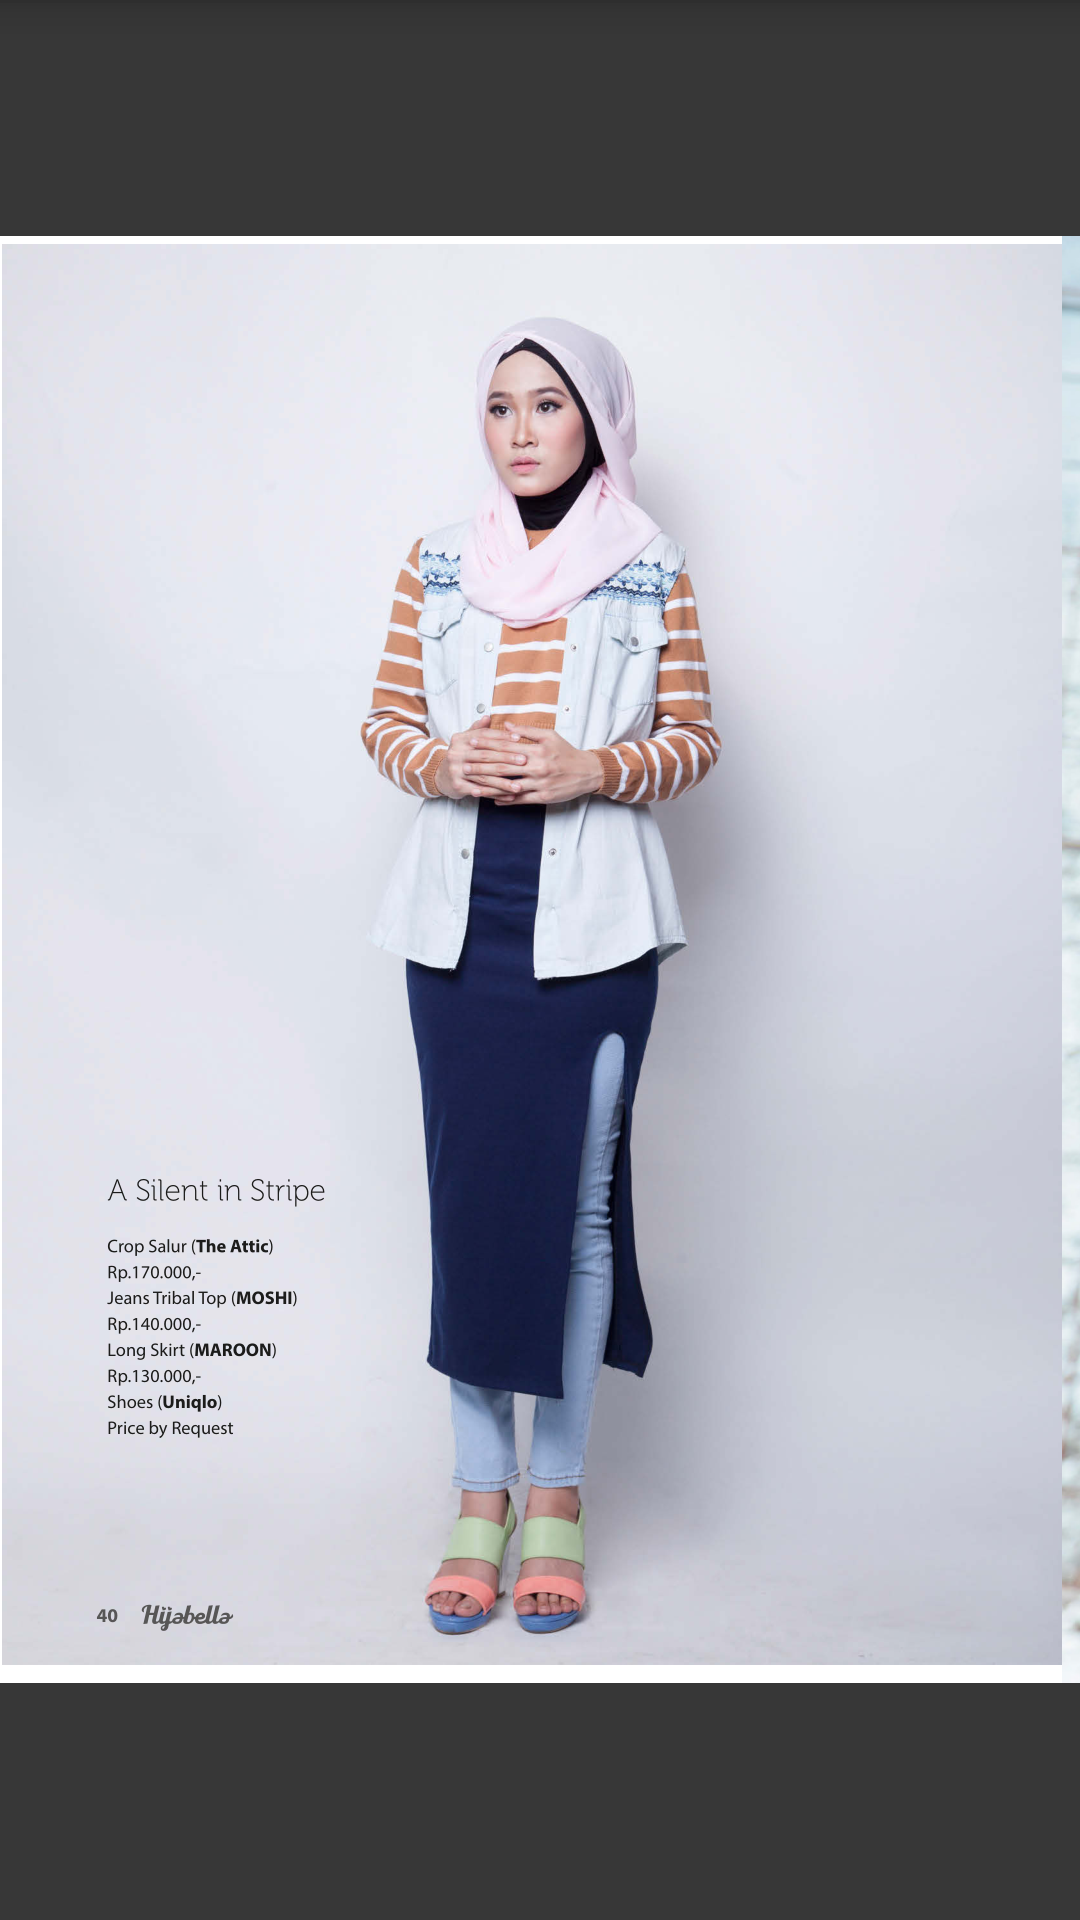 A Silent in Stripe
Crop Salur (The Attic)
Rp.170.000,-
Jeans Tribal Top (MOSHI)
Rp.140.000,-
Long Skirt (MAROON)
Rp.130.000,-
Shoes (Uniqlo)
Price by Request
40 Hijabella